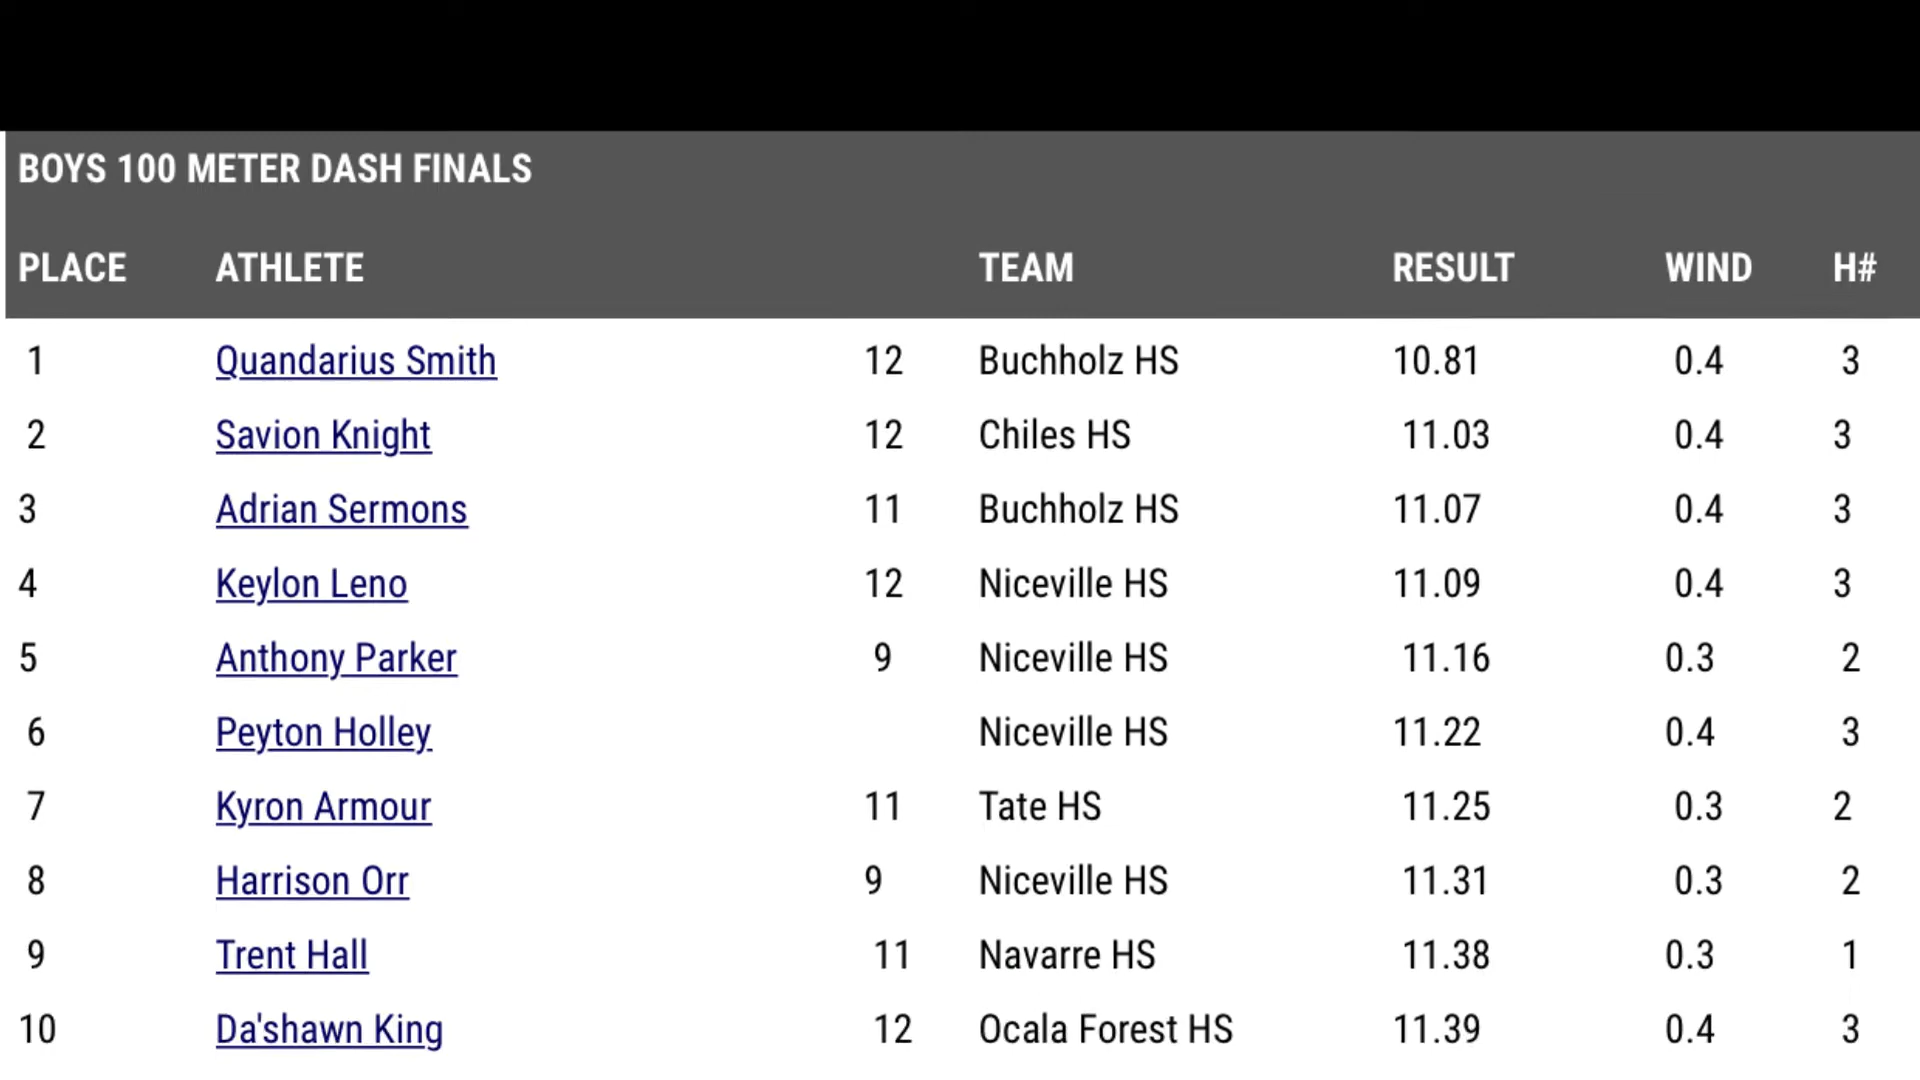 BOYS 100 METER DASH FINALS
PLACE ATHLETE TEAM RESULT WIND H#
1 Quandarius Smith 12 Buchholz HS 10.81 0.4 3
2 Savion Knight 12 Chiles HS 11.03 0.4 3
3 Adrian Sermons 11 Buchholz HS 11.07 0.4 3
4 Keylon Leno 12 Niceville HS 11.09 0.4 3
5 Anthony Parker 9 Niceville HS 11.16 0.3 2
6 Peyton Holley Niceville HS 11.22 0.4 3
7 Kyron Armour 11 Tate HS 11.25 0.3 2
8 Harrison Orr 9 Niceville HS 11.31 0.3 2
9 Trent Hall 11 Navarre HS 11.38 0.3 1
10 Da'shawn King 12 Ocala Forest HS 11.39 0.4 3